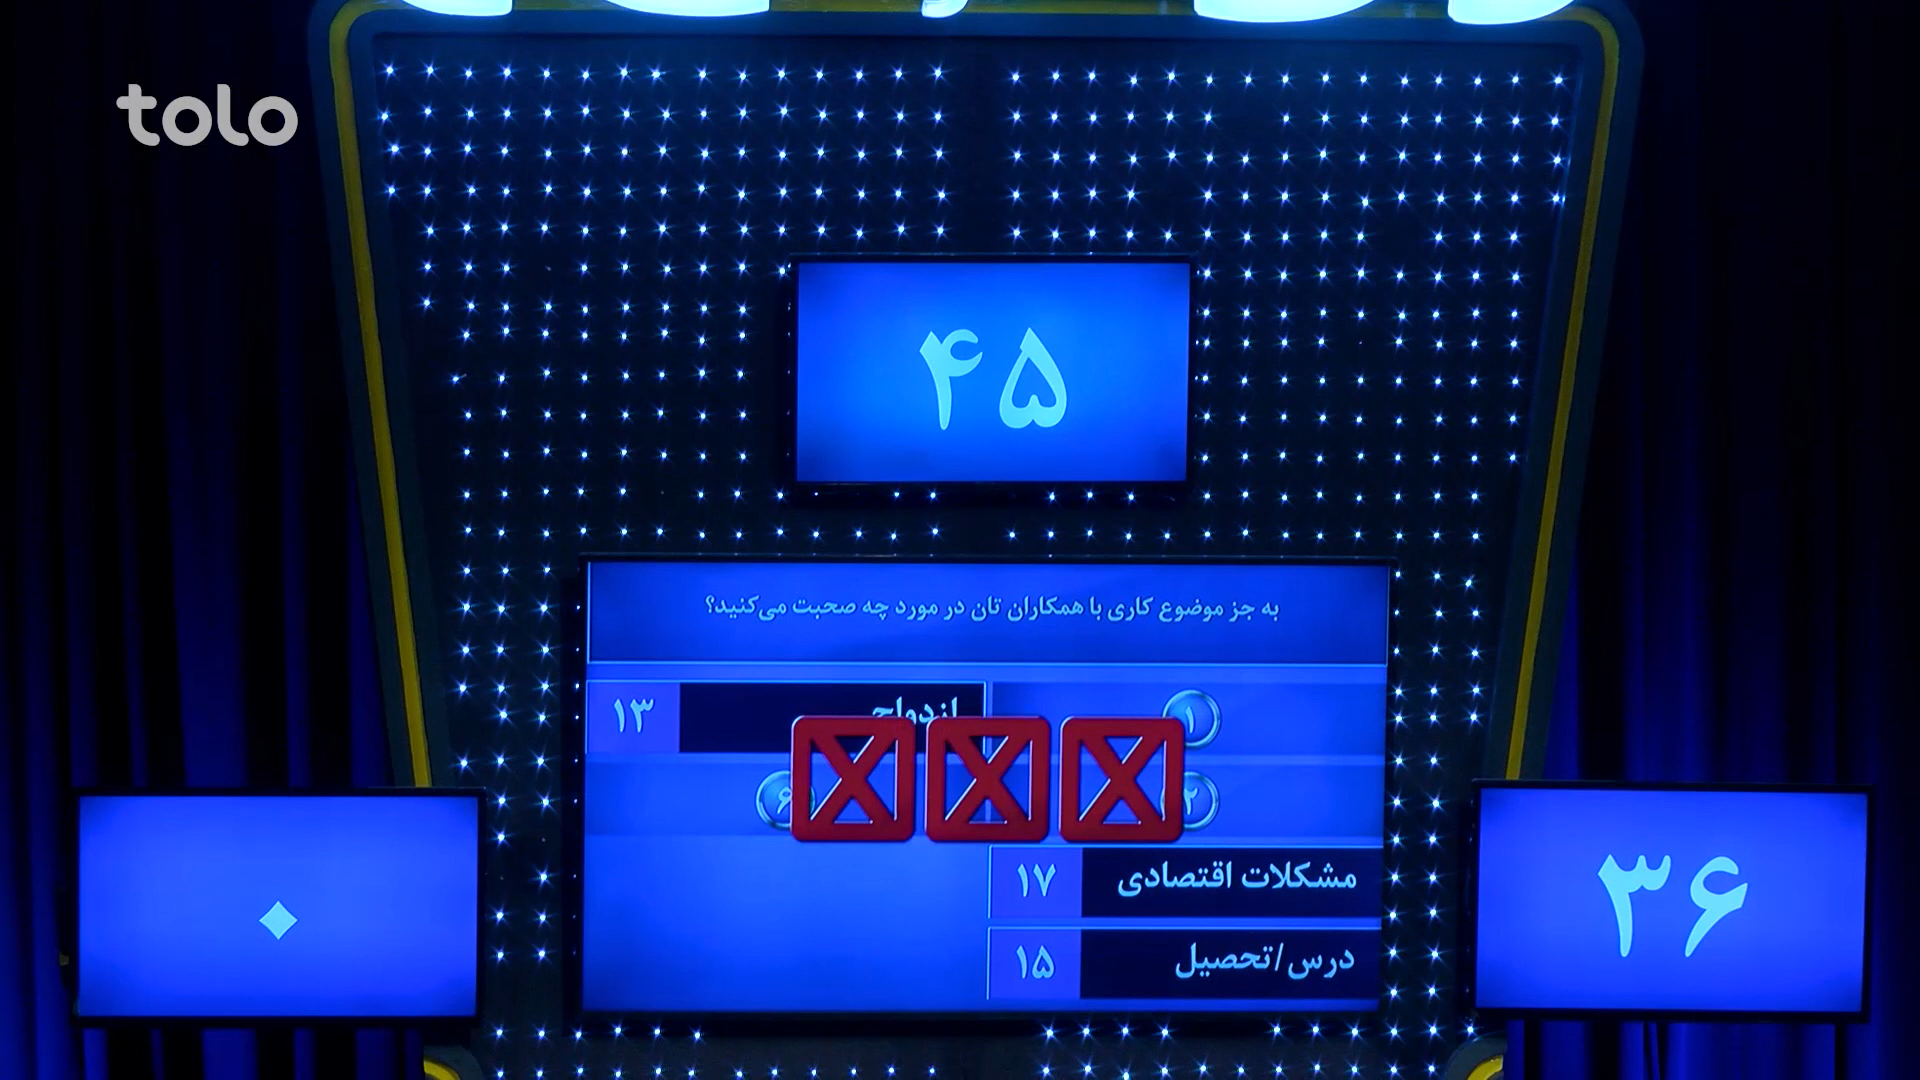 tolo
۴۵
به جز موضوع کاری با همکاران تان در مورد چه صحبت می‌کنید؟
۱
ازدواج ۱۳
۲
۶
مشکلات اقتصادی ۱۷
درس/تحصیل ۱۵
۰
۳۶